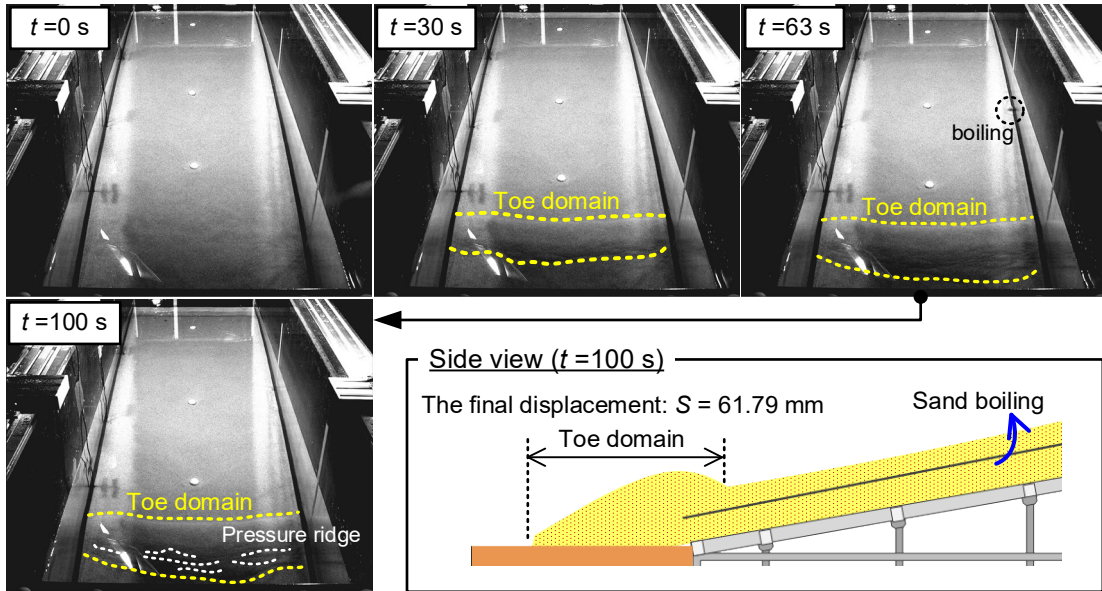 t =0 s
t =30 s
Toe domain
t =63 s
boiling
Toe domain
t =100 s
Toe domain
Pressure ridge
Side view (t =100 s)
The final displacement: S = 61.79 mm
Toe domain
Sand boiling